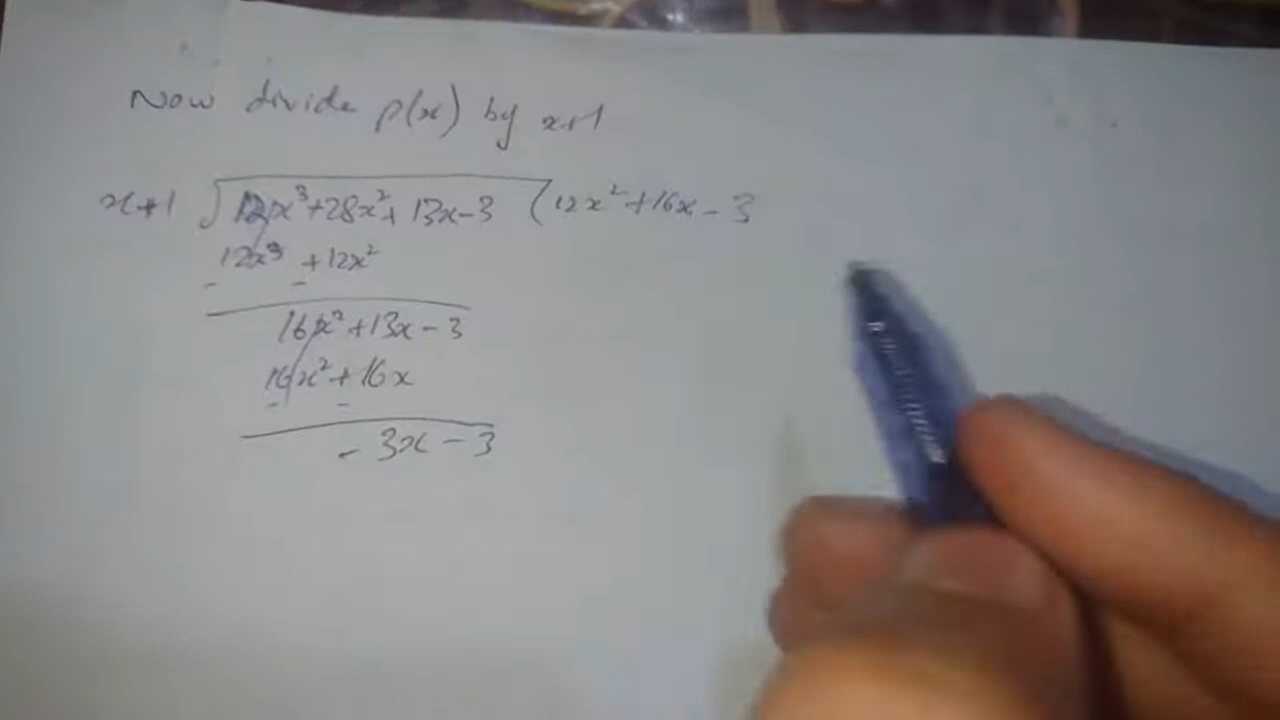 Now divide p(x) by x+1
x+1 12x³+28x²+13x-3 (12x²+16x-3
12x³ +12x²
- -
16x²+13x-3
16x²+16x
- -
-3x-3